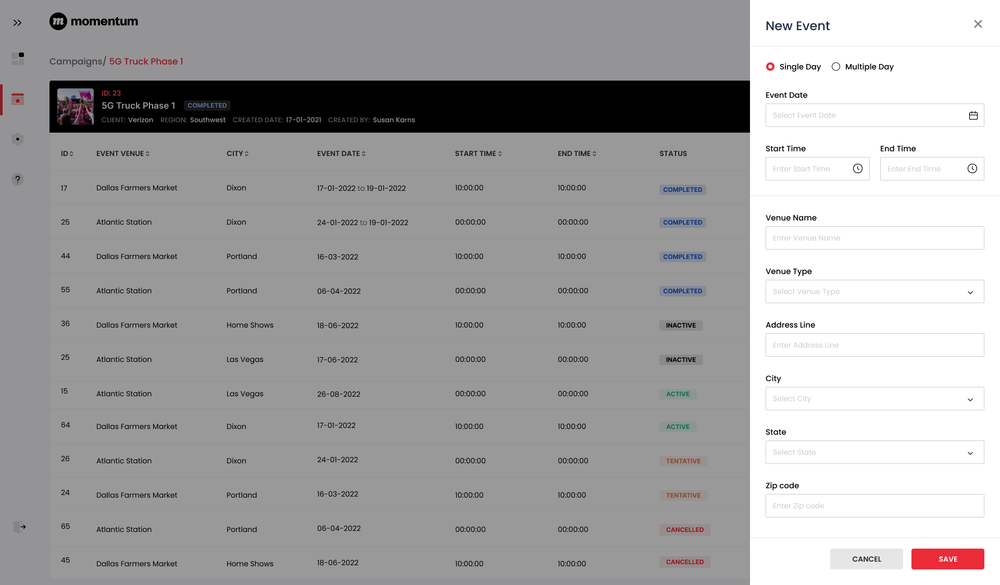 momentum
Campaigns/ 5G Truck Phase 1
ID: 23
5G Truck Phase 1 COMPLETED
CLIENT: Verizon REGION: Southwest CREATED DATE: 17-01-2021 CREATED BY: Susan Karns
ID EVENT VENUE CITY EVENT DATE START TIME END TIME STATUS
17 Dallas Farmers Market Dixon 17-01-2022 to 19-01-2022 10:00:00 10:00:00 COMPLETED
25 Atlantic Station Dixon 24-01-2022 to 19-01-2022 00:00:00 00:00:00 COMPLETED
44 Dallas Farmers Market Portland 16-03-2022 10:00:00 10:00:00 COMPLETED
55 Atlantic Station Portland 06-04-2022 00:00:00 00:00:00 COMPLETED
36 Dallas Farmers Market Home Shows 18-06-2022 10:00:00 10:00:00 INACTIVE
25 Atlantic Station Las Vegas 17-06-2022 00:00:00 00:00:00 INACTIVE
15 Atlantic Station Las Vegas 26-08-2022 00:00:00 00:00:00 ACTIVE
64 Dallas Farmers Market Dixon 17-01-2022 10:00:00 10:00:00 ACTIVE
26 Atlantic Station Dixon 24-01-2022 00:00:00 00:00:00 TENTATIVE
24 Dallas Farmers Market Portland 16-03-2022 10:00:00 10:00:00 TENTATIVE
65 Atlantic Station Portland 06-04-2022 00:00:00 00:00:00 CANCELLED
45 Dallas Farmers Market Home Shows 18-06-2022 10:00:00 10:00:00 CANCELLED
New Event
Single Day Multiple Day
Event Date
Select Event Date
Start Time End Time
Enter Start Time Enter End Time
Venue Name
Enter Venue Name
Venue Type
Select Venue Type
Address Line
Enter Address Line
City
Select City
State
Select State
Zip code
Enter Zip code
CANCEL SAVE